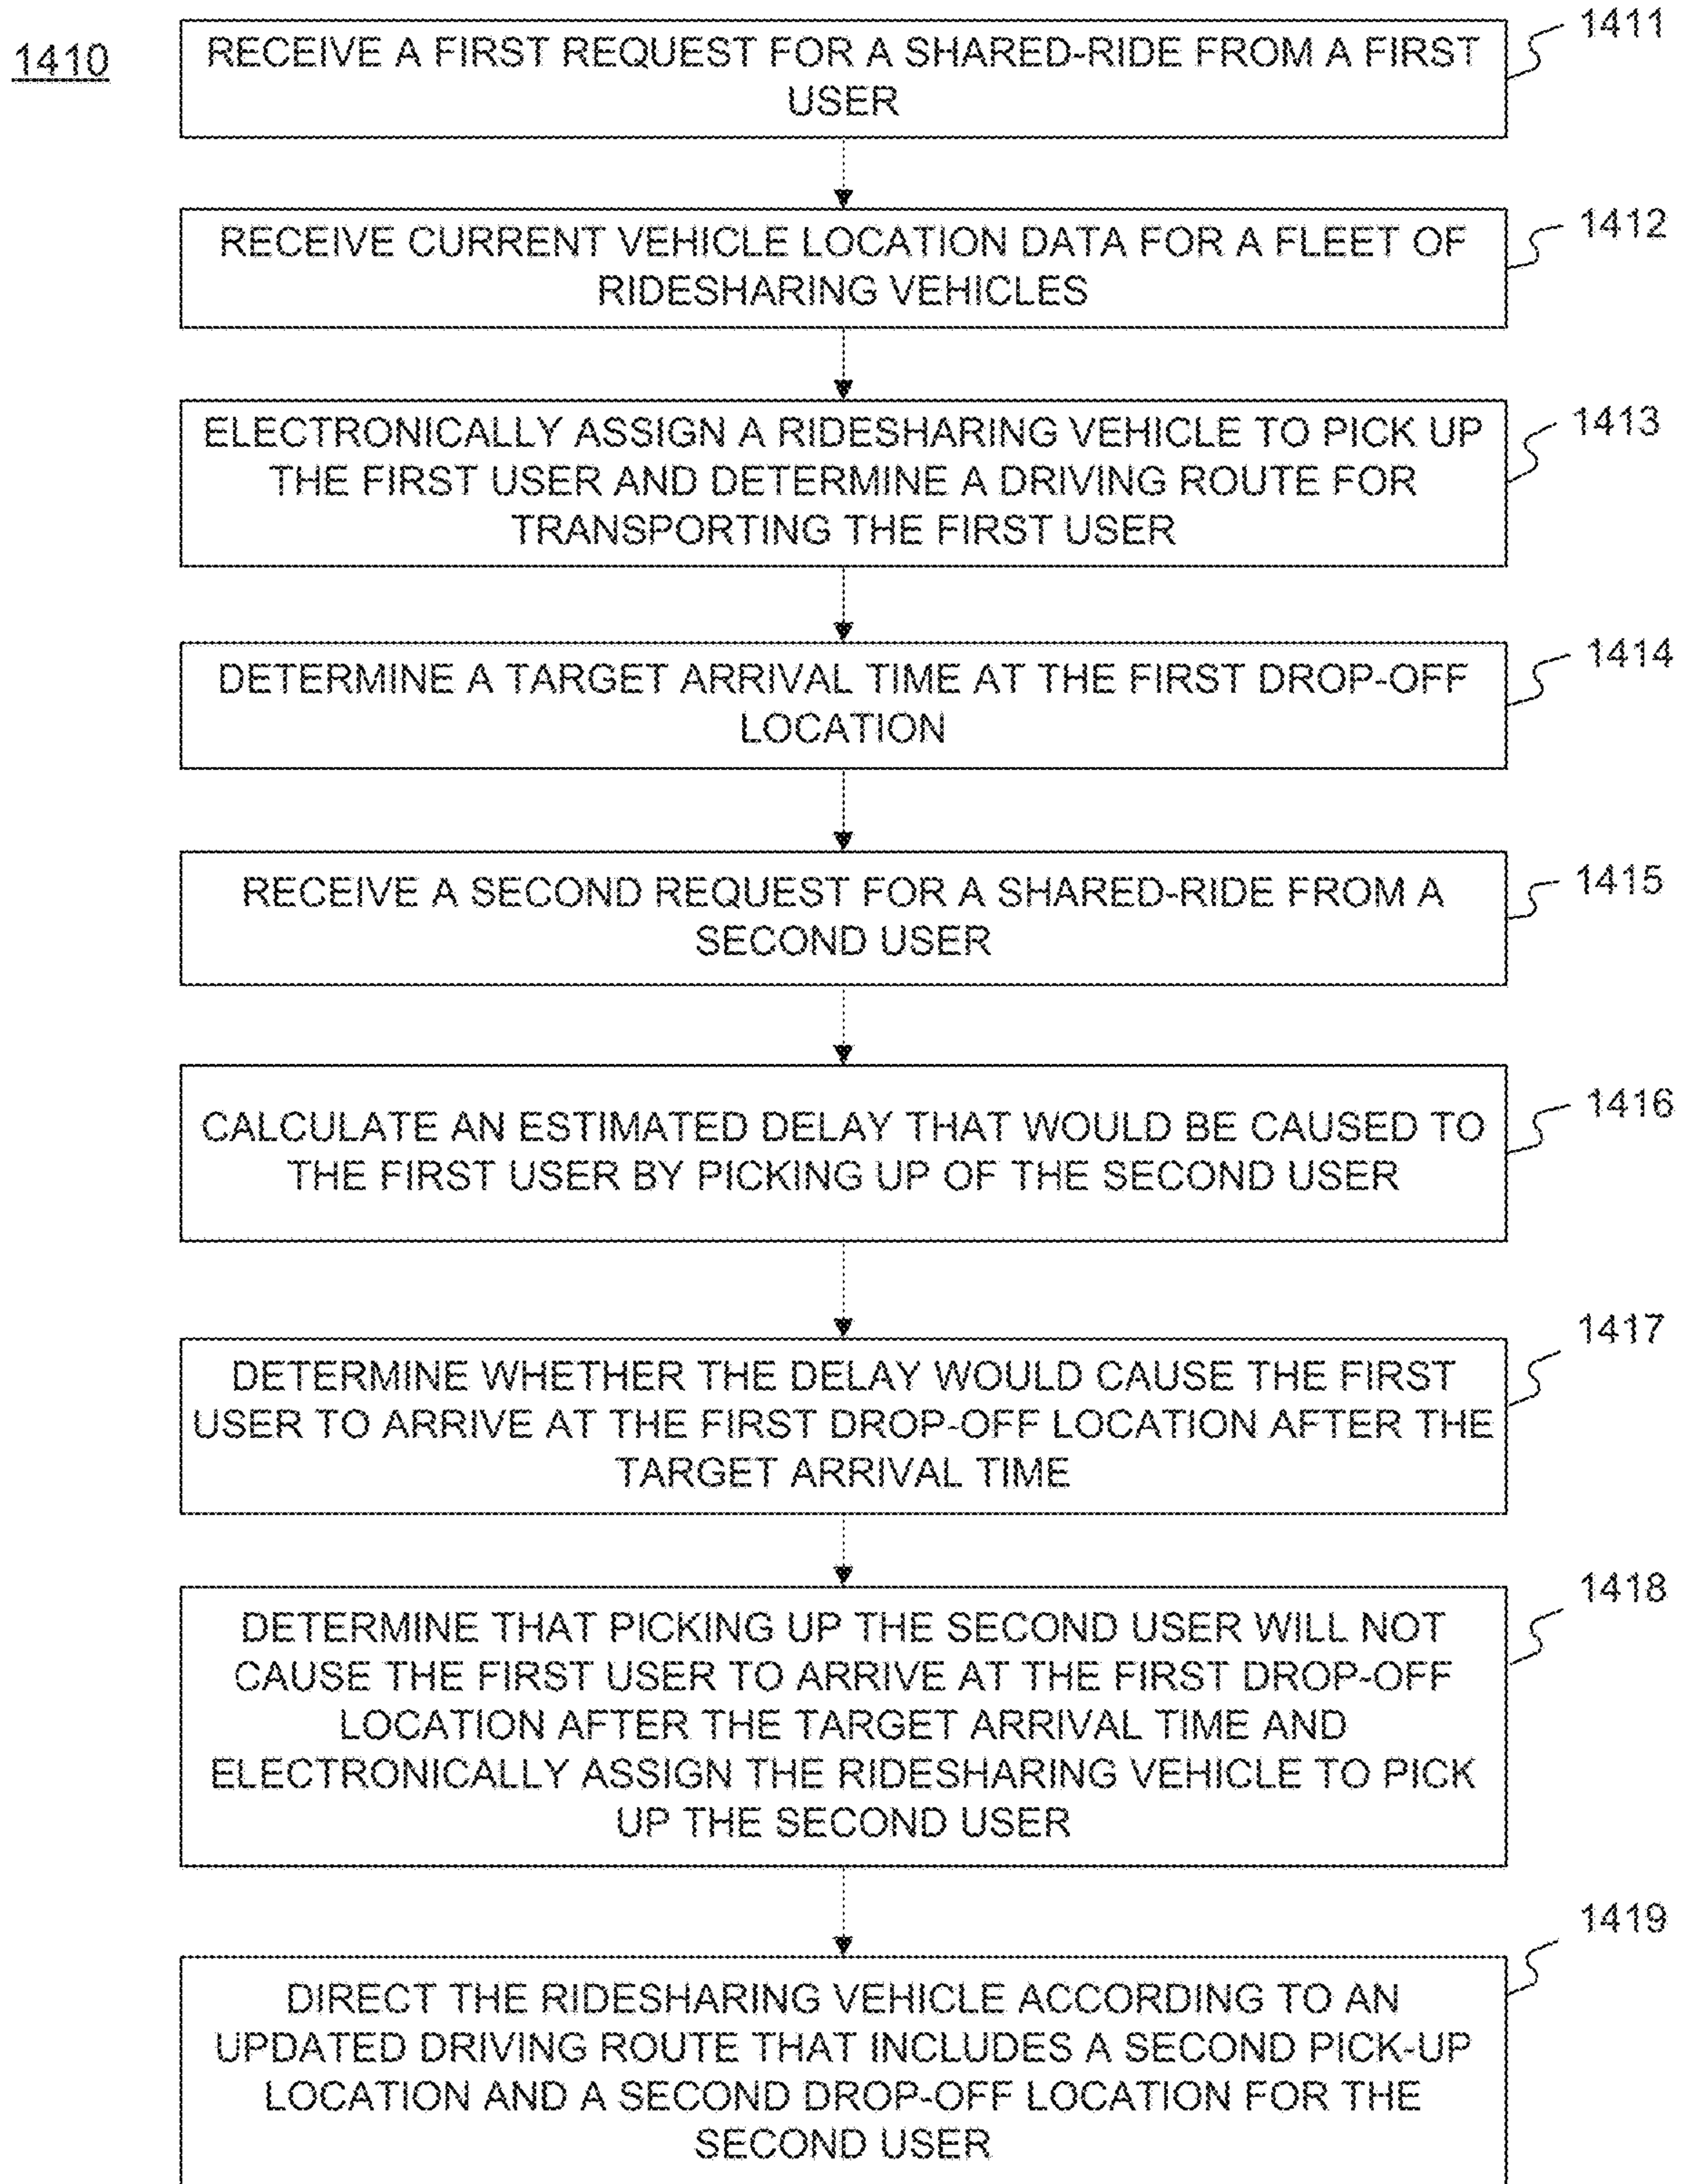 1410
RECEIVE A FIRST REQUEST FOR A SHARED-RIDE FROM A FIRST
USER
1411
RECEIVE CURRENT VEHICLE LOCATION DATA FOR A FLEET OF
RIDESHARING VEHICLES
1412
ELECTRONICALLY ASSIGN A RIDESHARING VEHICLE TO PICK UP
THE FIRST USER AND DETERMINE A DRIVING ROUTE FOR
TRANSPORTING THE FIRST USER
1413
DETERMINE A TARGET ARRIVAL TIME AT THE FIRST DROP-OFF
LOCATION
1414
RECEIVE A SECOND REQUEST FOR A SHARED-RIDE FROM A
SECOND USER
1415
CALCULATE AN ESTIMATED DELAY THAT WOULD BE CAUSED TO
THE FIRST USER BY PICKING UP OF THE SECOND USER
1416
DETERMINE WHETHER THE DELAY WOULD CAUSE THE FIRST
USER TO ARRIVE AT THE FIRST DROP-OFF LOCATION AFTER THE
TARGET ARRIVAL TIME
1417
DETERMINE THAT PICKING UP THE SECOND USER WILL NOT
CAUSE THE FIRST USER TO ARRIVE AT THE FIRST DROP-OFF
LOCATION AFTER THE TARGET ARRIVAL TIME AND
ELECTRONICALLY ASSIGN THE RIDESHARING VEHICLE TO PICK
UP THE SECOND USER
1418
DIRECT THE RIDESHARING VEHICLE ACCORDING TO AN
UPDATED DRIVING ROUTE THAT INCLUDES A SECOND PICK-UP
LOCATION AND A SECOND DROP-OFF LOCATION FOR THE
SECOND USER
1419